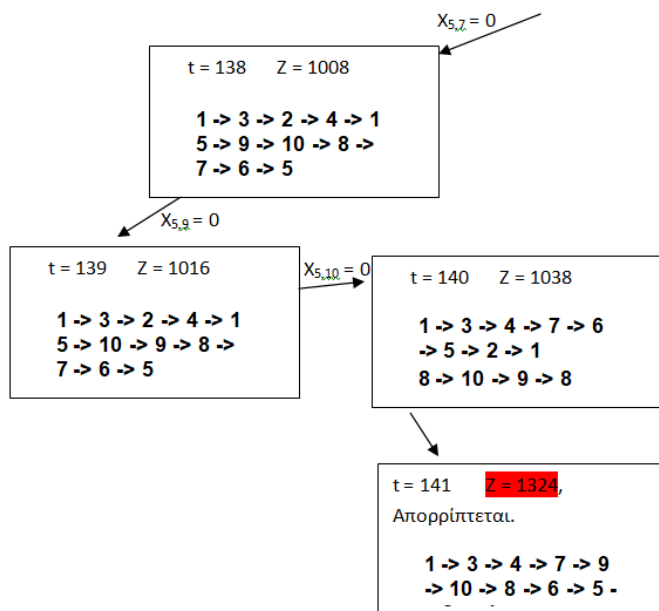 X5,7 = 0
t = 138 Z = 1008
1 -> 3 -> 2 -> 4 -> 1
5 -> 9 -> 10 -> 8 ->
7 -> 6 -> 5
X5,9 = 0
t = 139 Z = 1016
1 -> 3 -> 2 -> 4 -> 1
5 -> 10 -> 9 -> 8 ->
7 -> 6 -> 5
X5,10 = 0
t = 140 Z = 1038
1 -> 3 -> 4 -> 7 -> 6
-> 5 -> 2 -> 1
8 -> 10 -> 9 -> 8
t = 141 Z = 1324,
Απορρίπτεται.
1 -> 3 -> 4 -> 7 -> 9
-> 10 -> 8 -> 6 -> 5 -